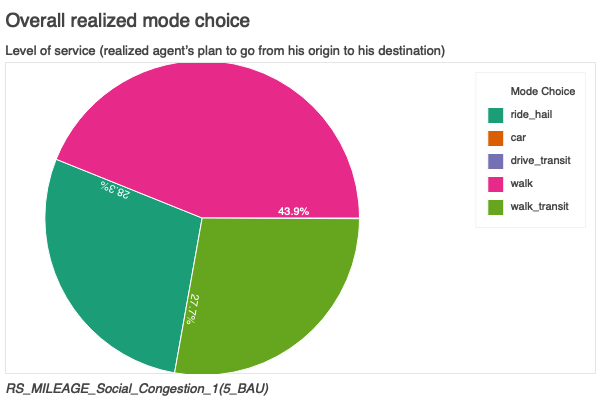 Overall realized mode choice
Level of service (realized agent's plan to go from his origin to his destination)
Mode Choice
ride_hail
car
drive_transit
walk
walk_transit
28.3%
43.9%
27.7%
RS_MILEAGE_Social_Congestion_1(5_BAU)